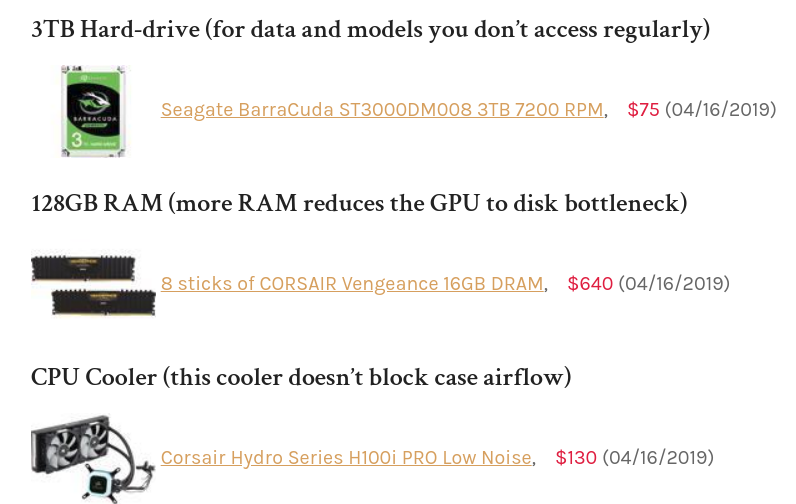 3TB Hard-drive (for data and models you don’t access regularly)
BARRACUDA
3
Seagate BarraCuda ST3000DM008 3TB 7200 RPM, $75 (04/16/2019)
128GB RAM (more RAM reduces the GPU to disk bottleneck)
8 sticks of CORSAIR Vengeance 16GB DRAM, $640 (04/16/2019)
CPU Cooler (this cooler doesn’t block case airflow)
Corsair Hydro Series H100i PRO Low Noise, $130 (04/16/2019)